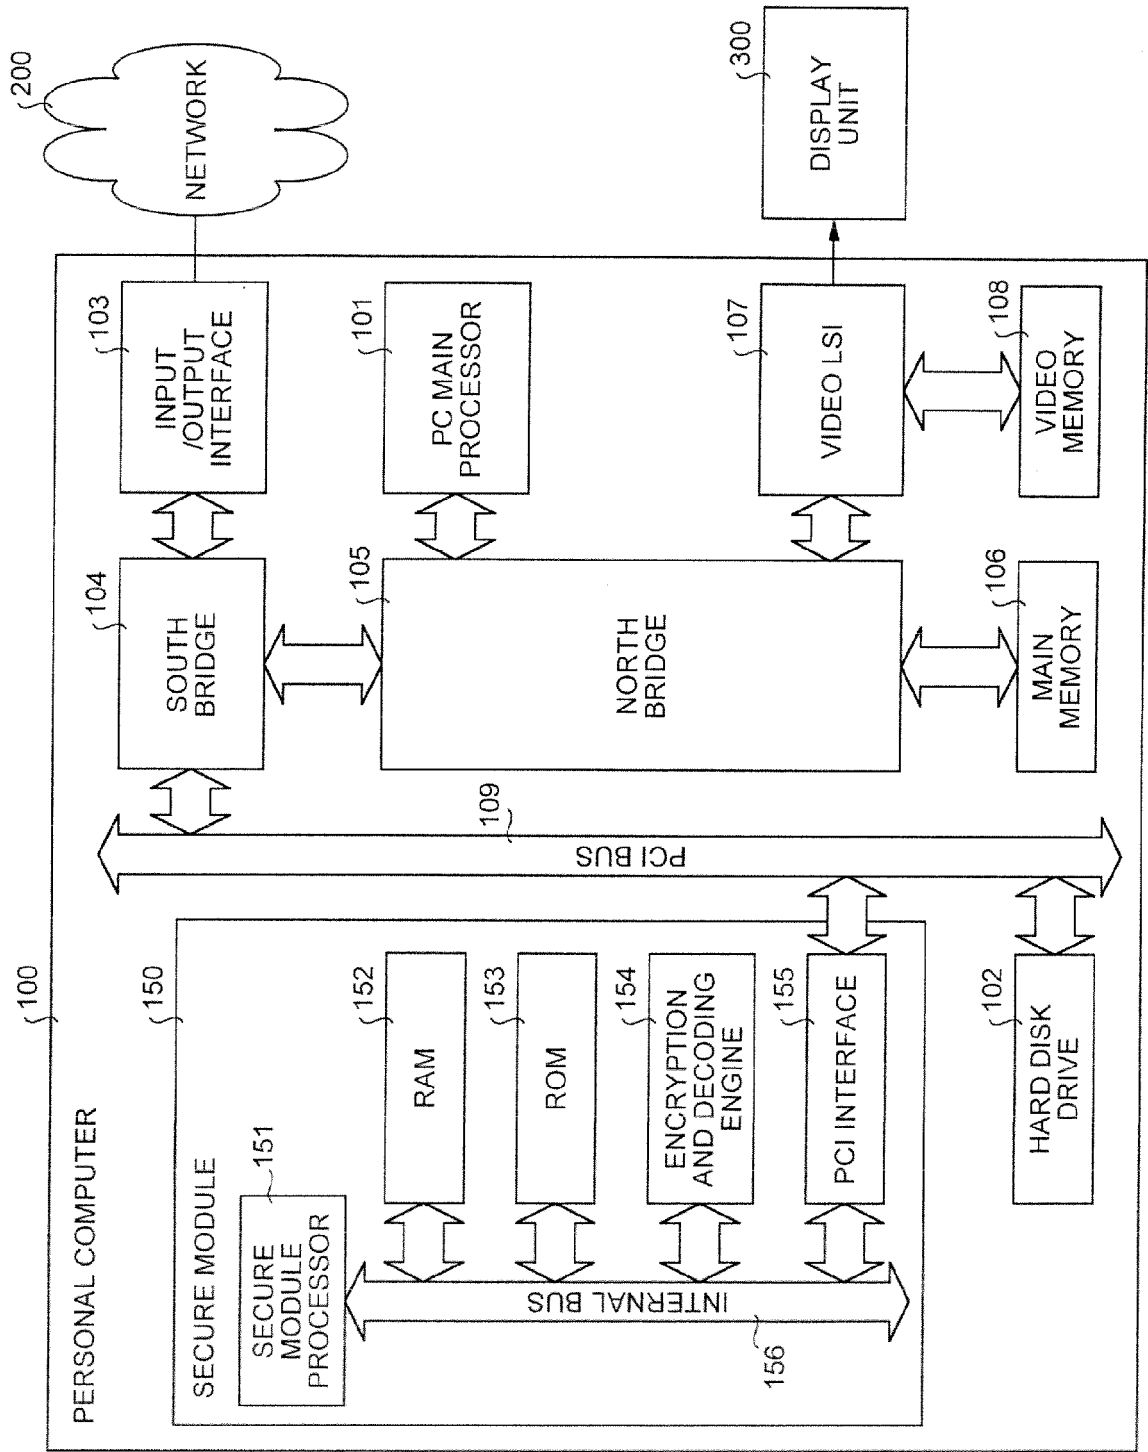 PERSONAL COMPUTER
100
SECURE MODULE
150
SECURE
MODULE
PROCESSOR
151
RAM
152
ROM
153
ENCRYPTION
AND DECODING
ENGINE
154
PCI INTERFACE
155
INTERNAL BUS
156
HARD DISK
DRIVE
102
PCI BUS
109
SOUTH
BRIDGE
104
NORTH
BRIDGE
105
MAIN
MEMORY
106
INPUT
/OUTPUT
INTERFACE
103
PC MAIN
PROCESSOR
101
VIDEO LSI
107
VIDEO
MEMORY
108
NETWORK
200
DISPLAY
UNIT
300